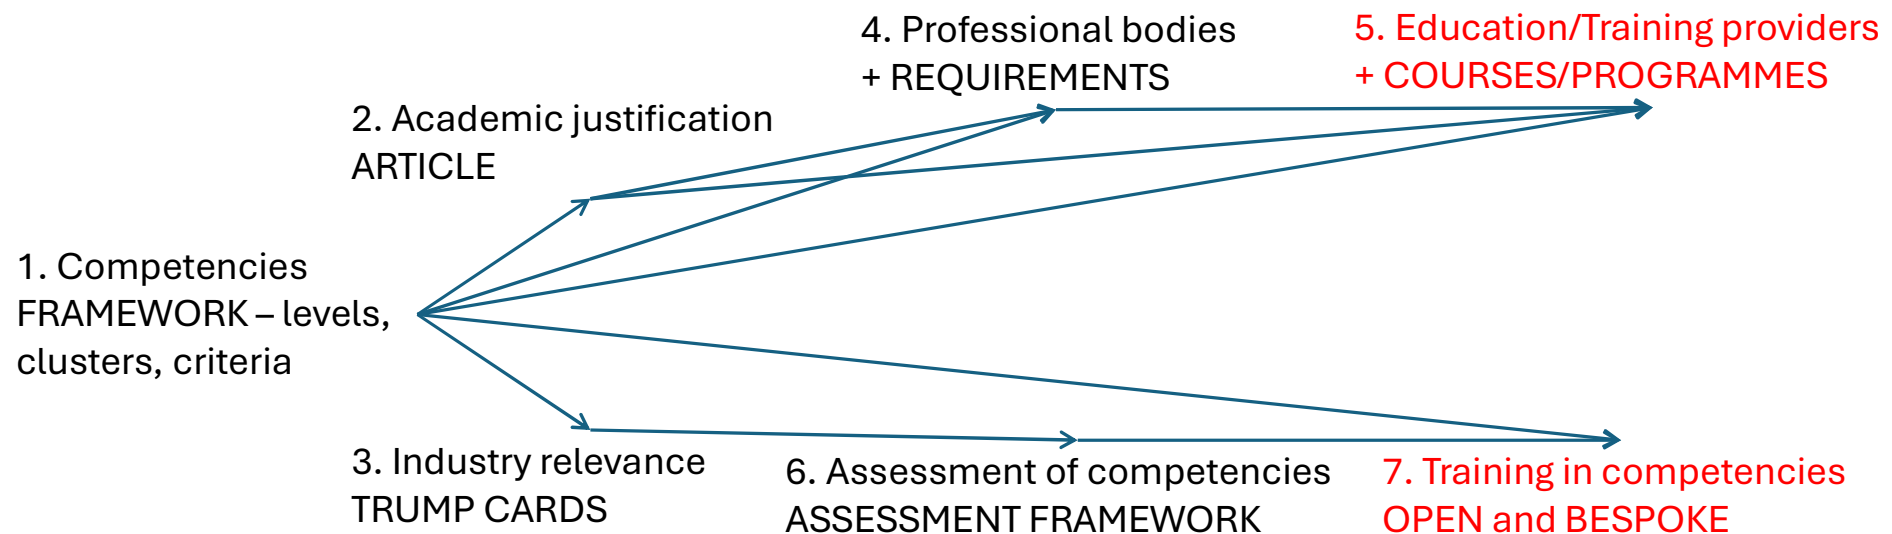 4. Professional bodies
+ REQUIREMENTS
5. Education/Training providers
+ COURSES/PROGRAMMES
2. Academic justification
ARTICLE
1. Competencies
FRAMEWORK – levels,
clusters, criteria
3. Industry relevance
TRUMP CARDS
6. Assessment of competencies
ASSESSMENT FRAMEWORK
7. Training in competencies
OPEN and BESPOKE